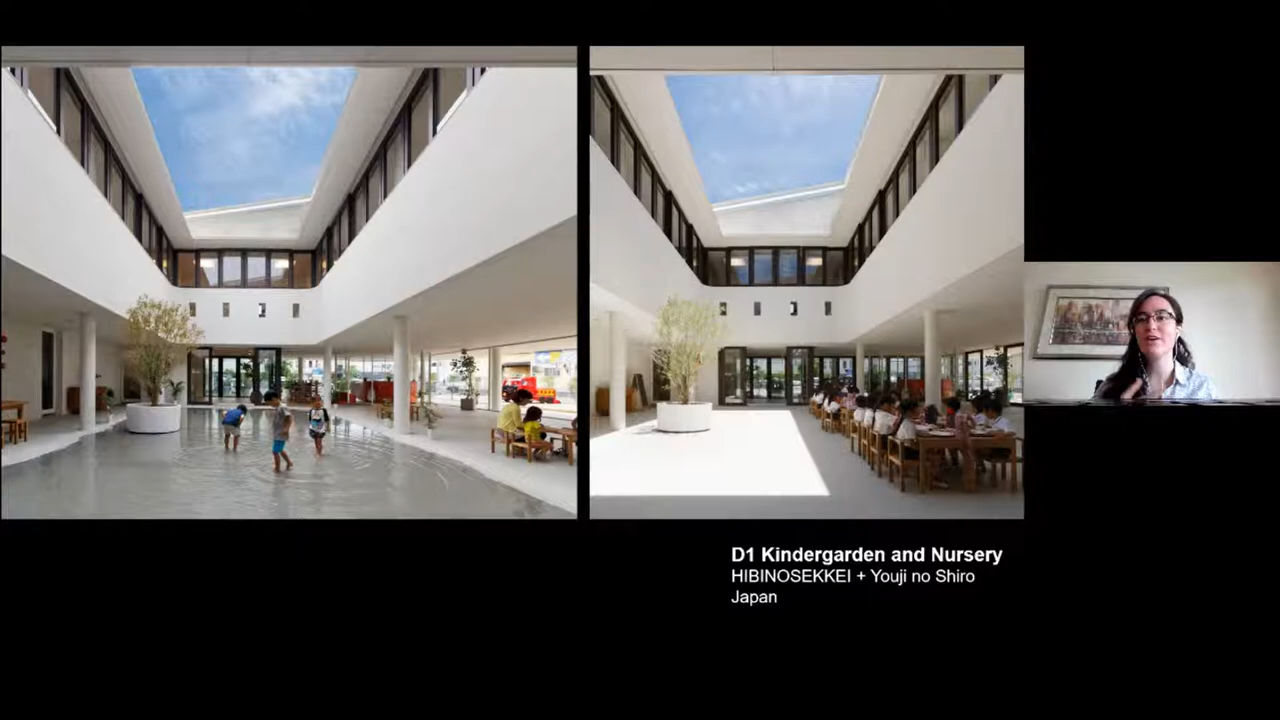 D1 Kindergarden and Nursery
HIBINOSEKKEI + Youji no Shiro
Japan